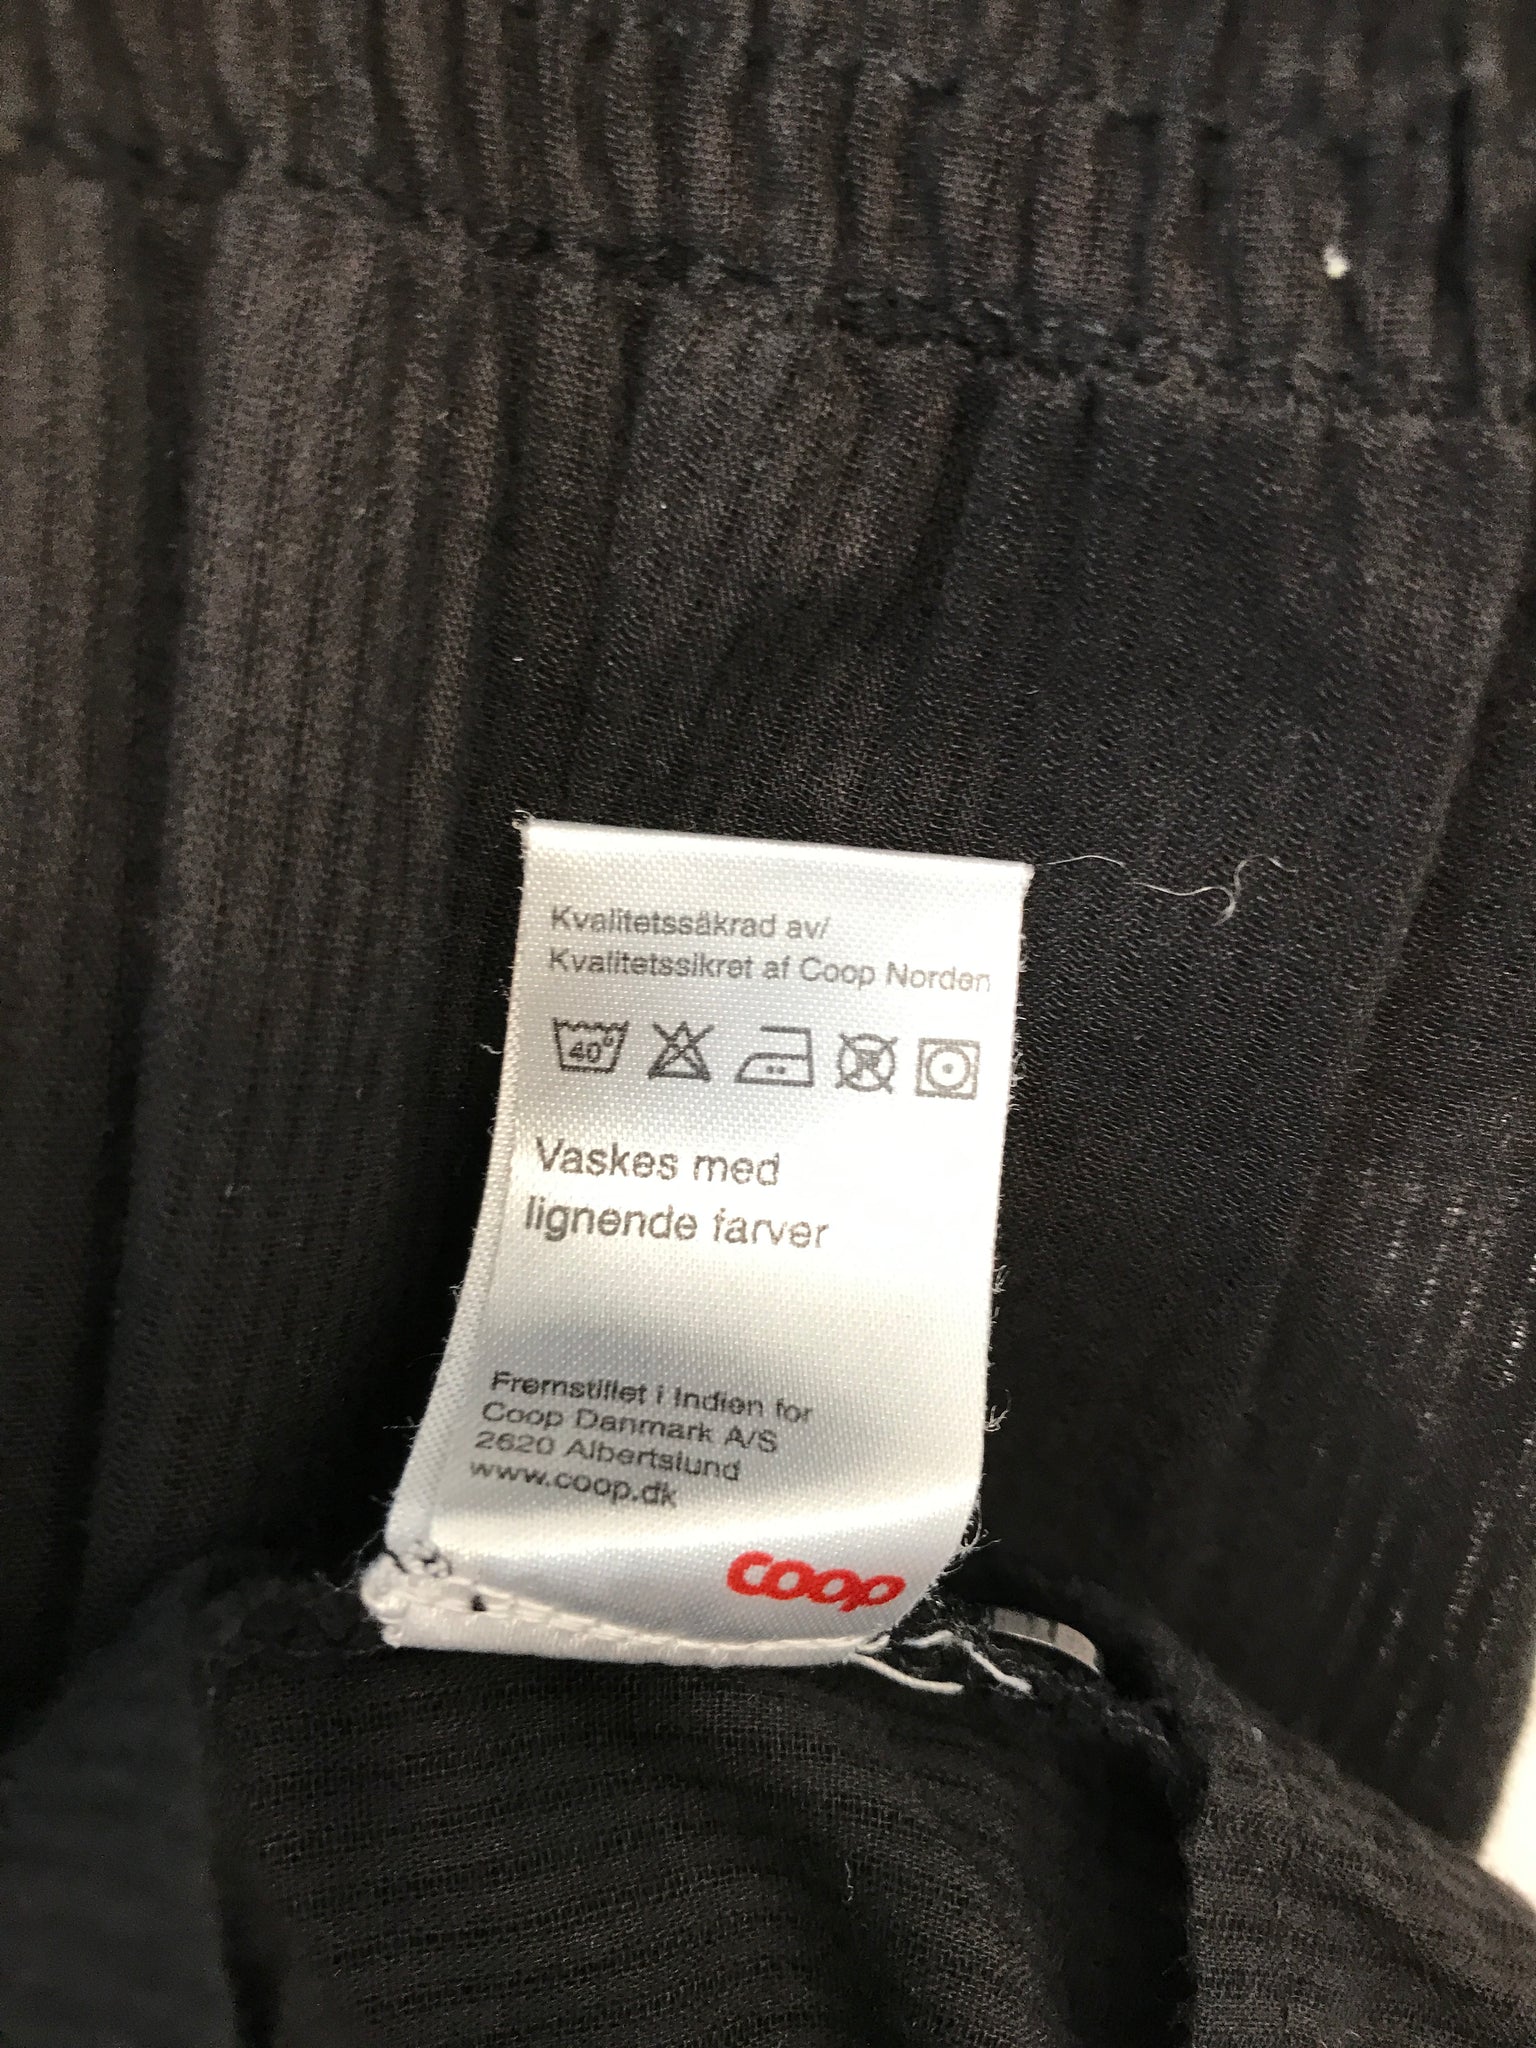 Kvalitetssäkrad av/
Kvalitetssikret af Coop Norden
40°
Vaskes med
lignende farver
Fremstillet i Indien for
Coop Danmark A/S
2620 Albertslund
www.coop.dk
coop